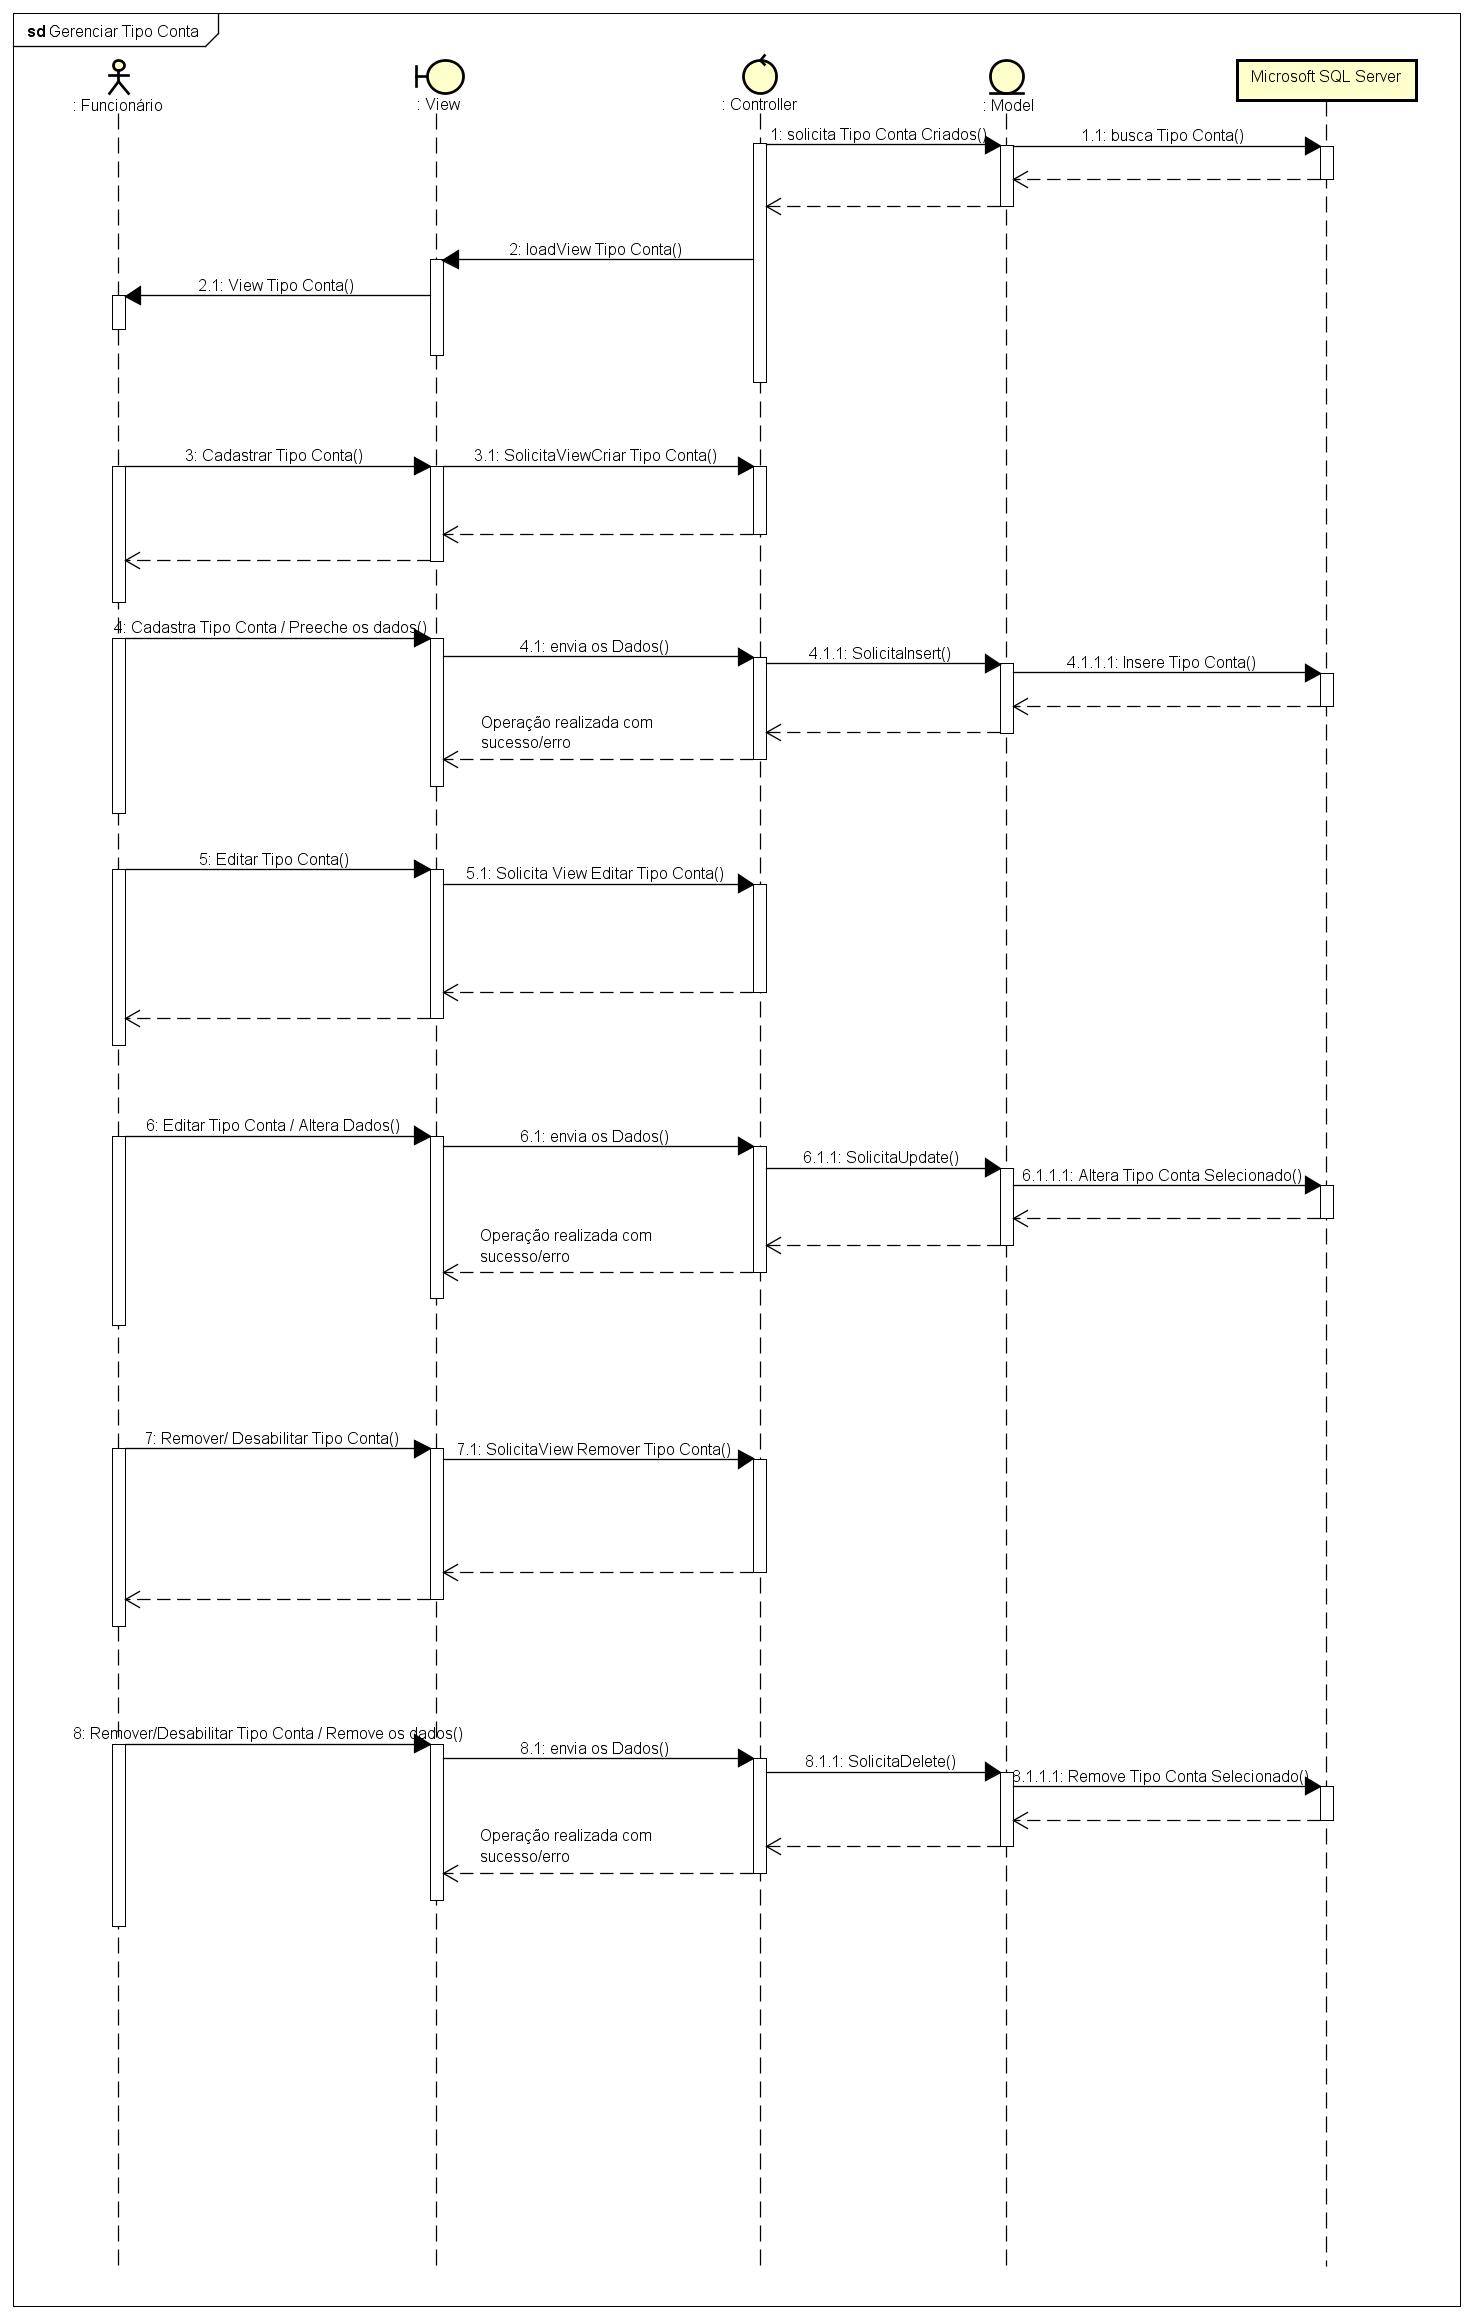 sd Gerenciar Tipo Conta
: Funcionário
: View
: Controller
: Model
Microsoft SQL Server
1: solicita Tipo Conta Criados()
1.1: busca Tipo Conta()
2: loadView Tipo Conta()
2.1: View Tipo Conta()
3: Cadastrar Tipo Conta()
3.1: SolicitaViewCriar Tipo Conta()
4: Cadastra Tipo Conta / Preeche os dados()
4.1: envia os Dados()
4.1.1: SolicitaInsert()
4.1.1.1: Insere Tipo Conta()
Operação realizada com
sucesso/erro
5: Editar Tipo Conta()
5.1: Solicita View Editar Tipo Conta()
6: Editar Tipo Conta / Altera Dados()
6.1: envia os Dados()
6.1.1: SolicitaUpdate()
6.1.1.1: Altera Tipo Conta Selecionado()
Operação realizada com
sucesso/erro
7: Remover/ Desabilitar Tipo Conta()
7.1: SolicitaView Remover Tipo Conta()
8: Remover/Desabilitar Tipo Conta / Remove os dados()
8.1: envia os Dados()
8.1.1: SolicitaDelete()
8.1.1.1: Remove Tipo Conta Selecionado()
Operação realizada com
sucesso/erro